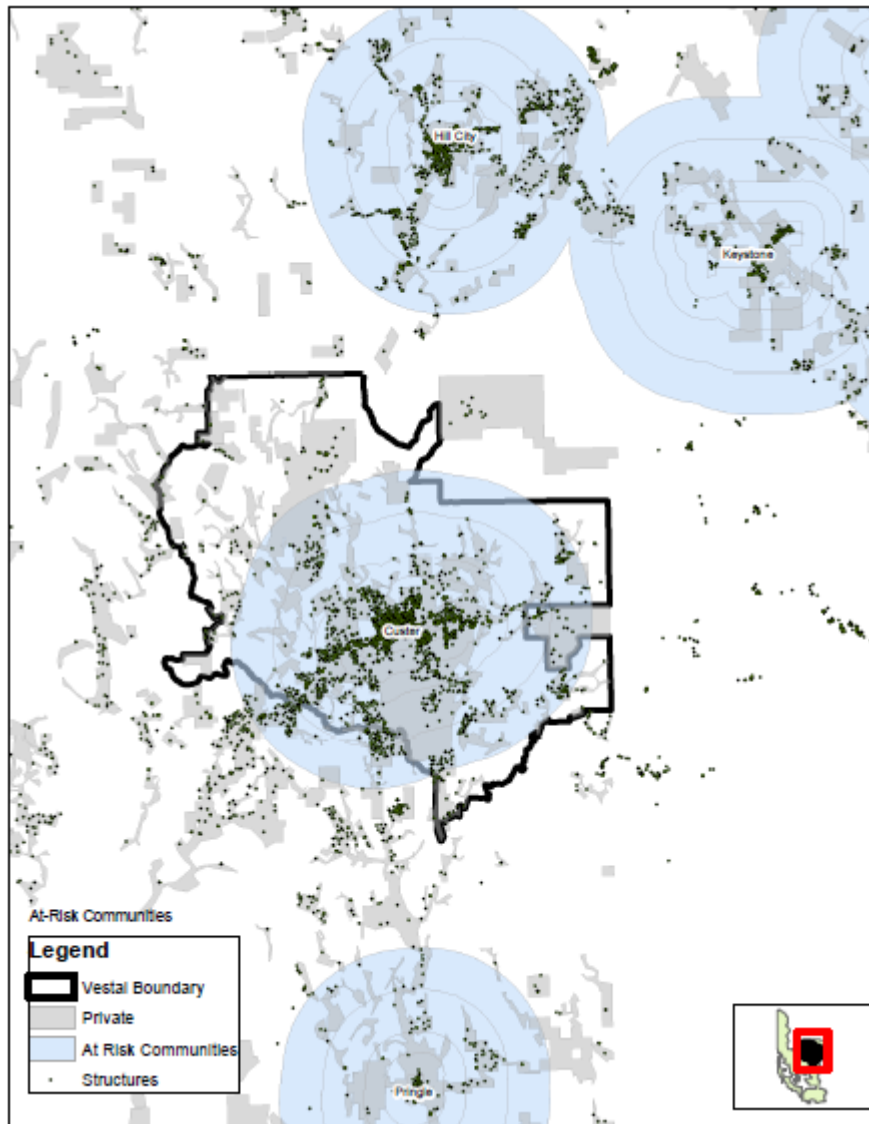 Hill City
Keystone
Custer
At-Risk Communities
Legend
Vestal Boundary
Private
At Risk Communities
Structures
Pringle